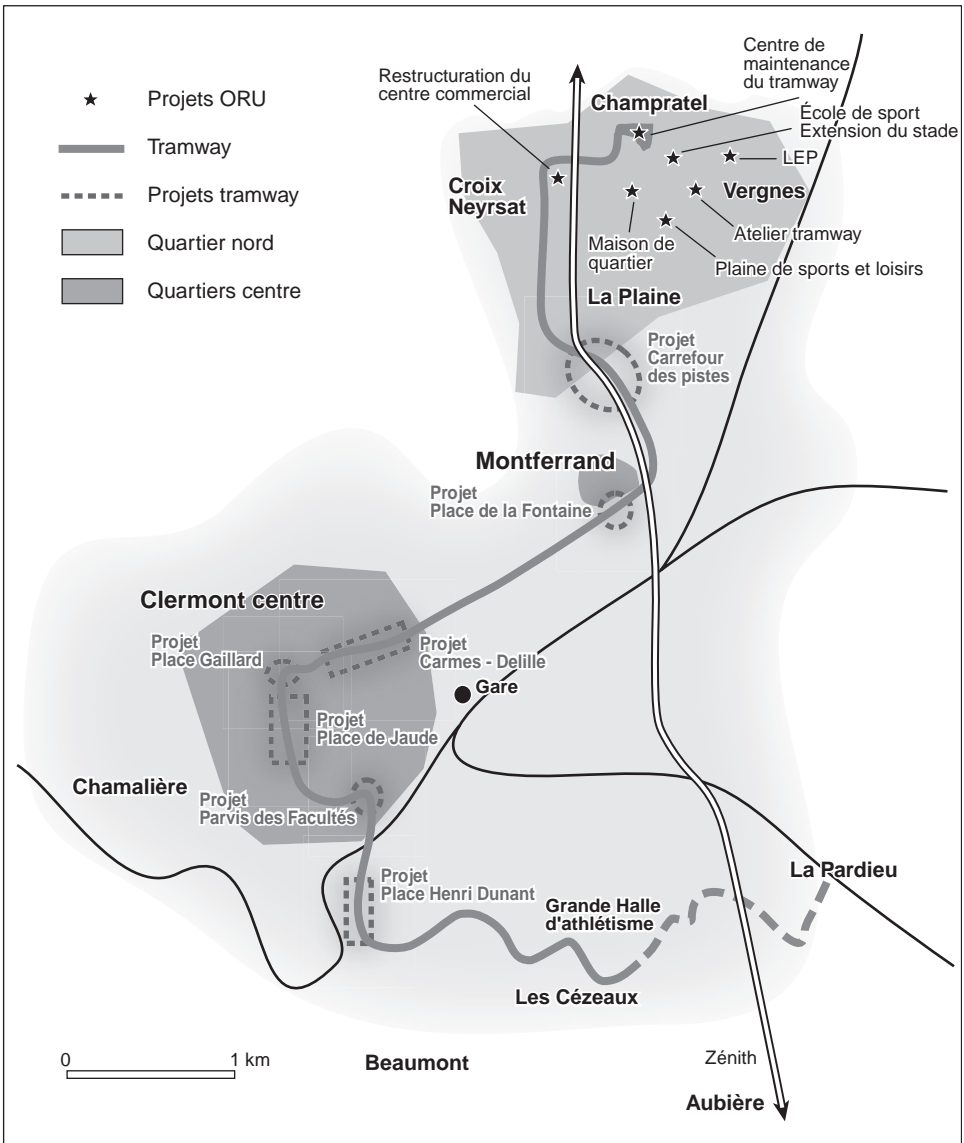 Projets ORU
Tramway
Projets tramway
Quartier nord
Quartiers centre
Restructuration du
centre commercial
Champratel
Centre de
maintenance
du tramway
École de sport
Extension du stade
LEP
Croix
Neyrsat
Vergnes
Maison de
quartier
Atelier tramway
Plaine de sports et loisirs
La Plaine
Projet
Carrefour
des pistes
Montferrand
Projet
Place de la Fontaine
Clermont centre
Projet
Place Gaillard
Projet
Carmes - Delille
Gare
Projet
Place de Jaude
Chamalière
Projet
Parvis des Facultés
Projet
Place Henri Dunant
La Pardieu
Grande Halle
d'athlétisme
Les Cézeaux
0 1 km
Beaumont
Zénith
Aubière